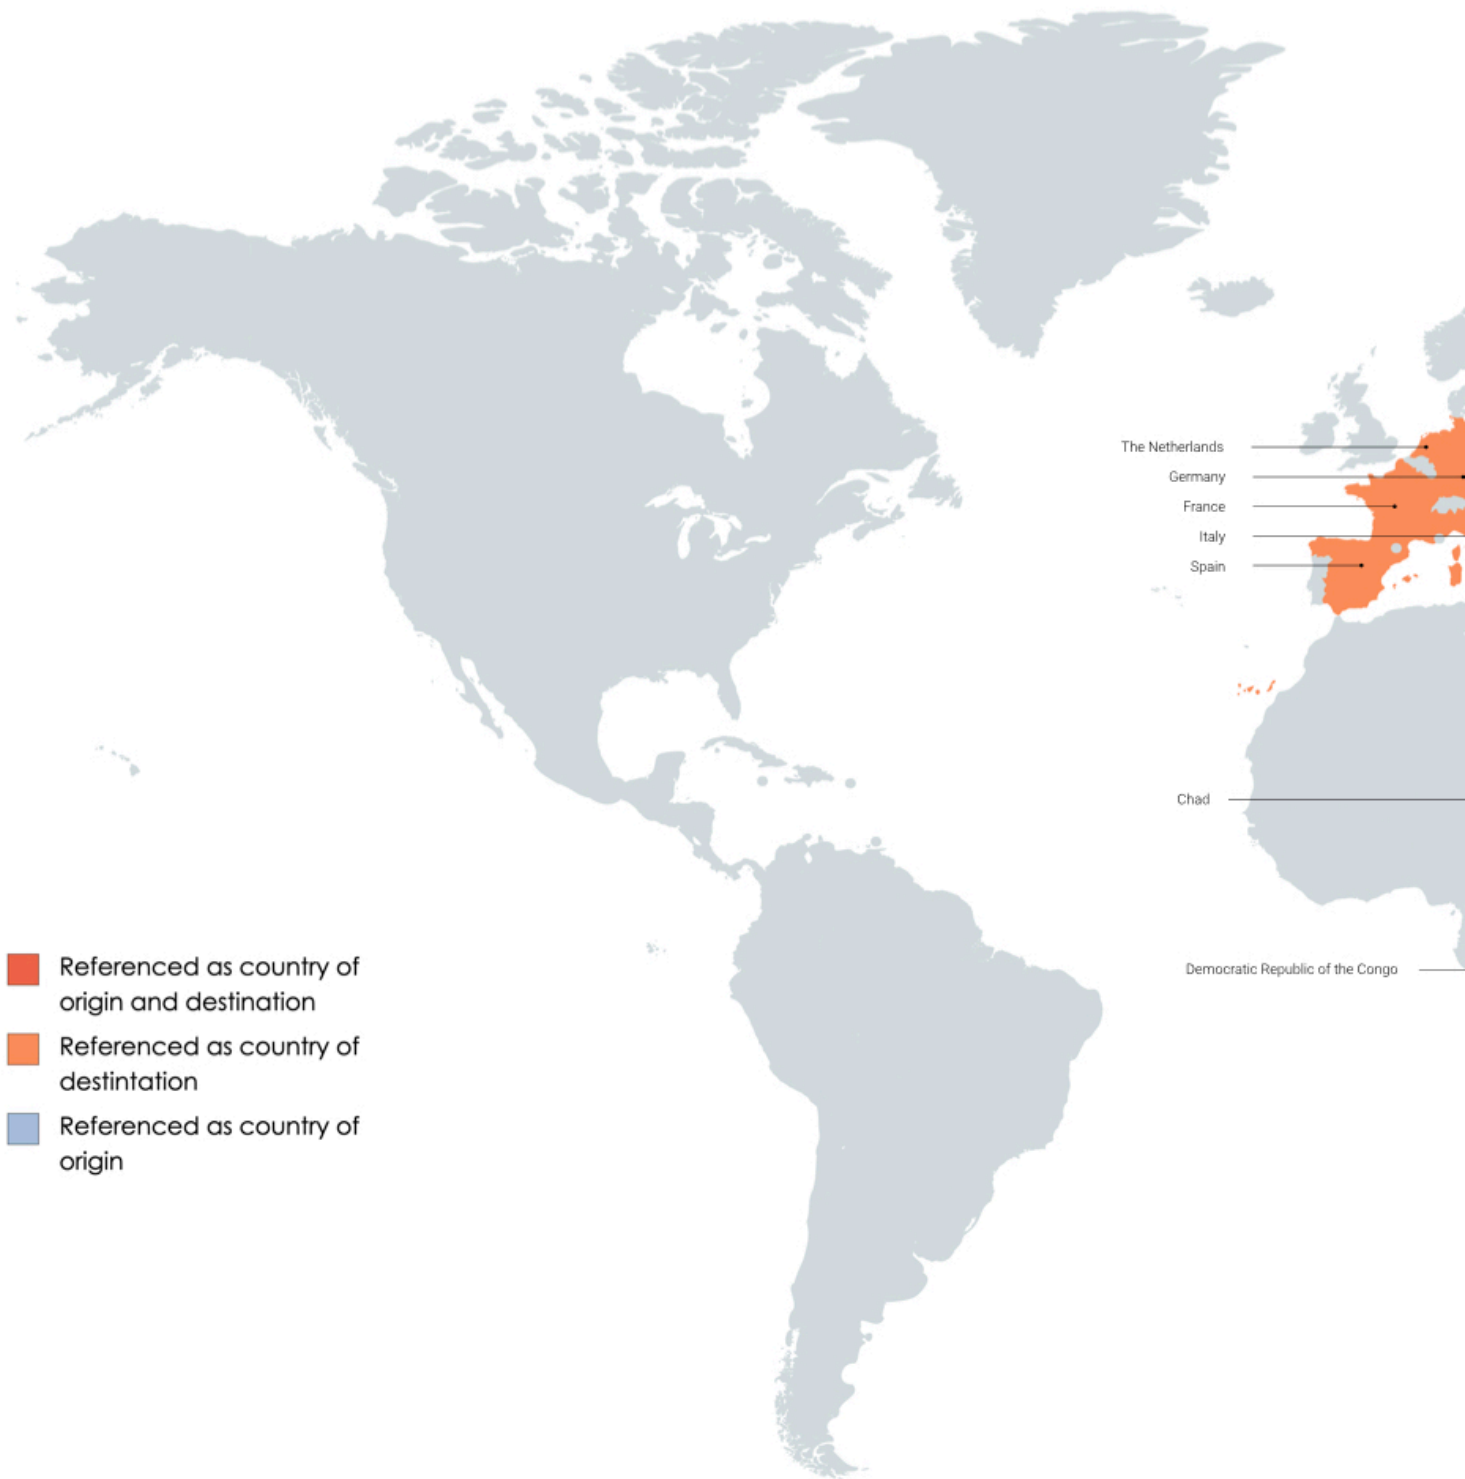 The Netherlands
Germany
France
Italy
Spain
Chad
Democratic Republic of the Congo
Referenced as country of
origin and destination
Referenced as country of
destintation
Referenced as country of
origin